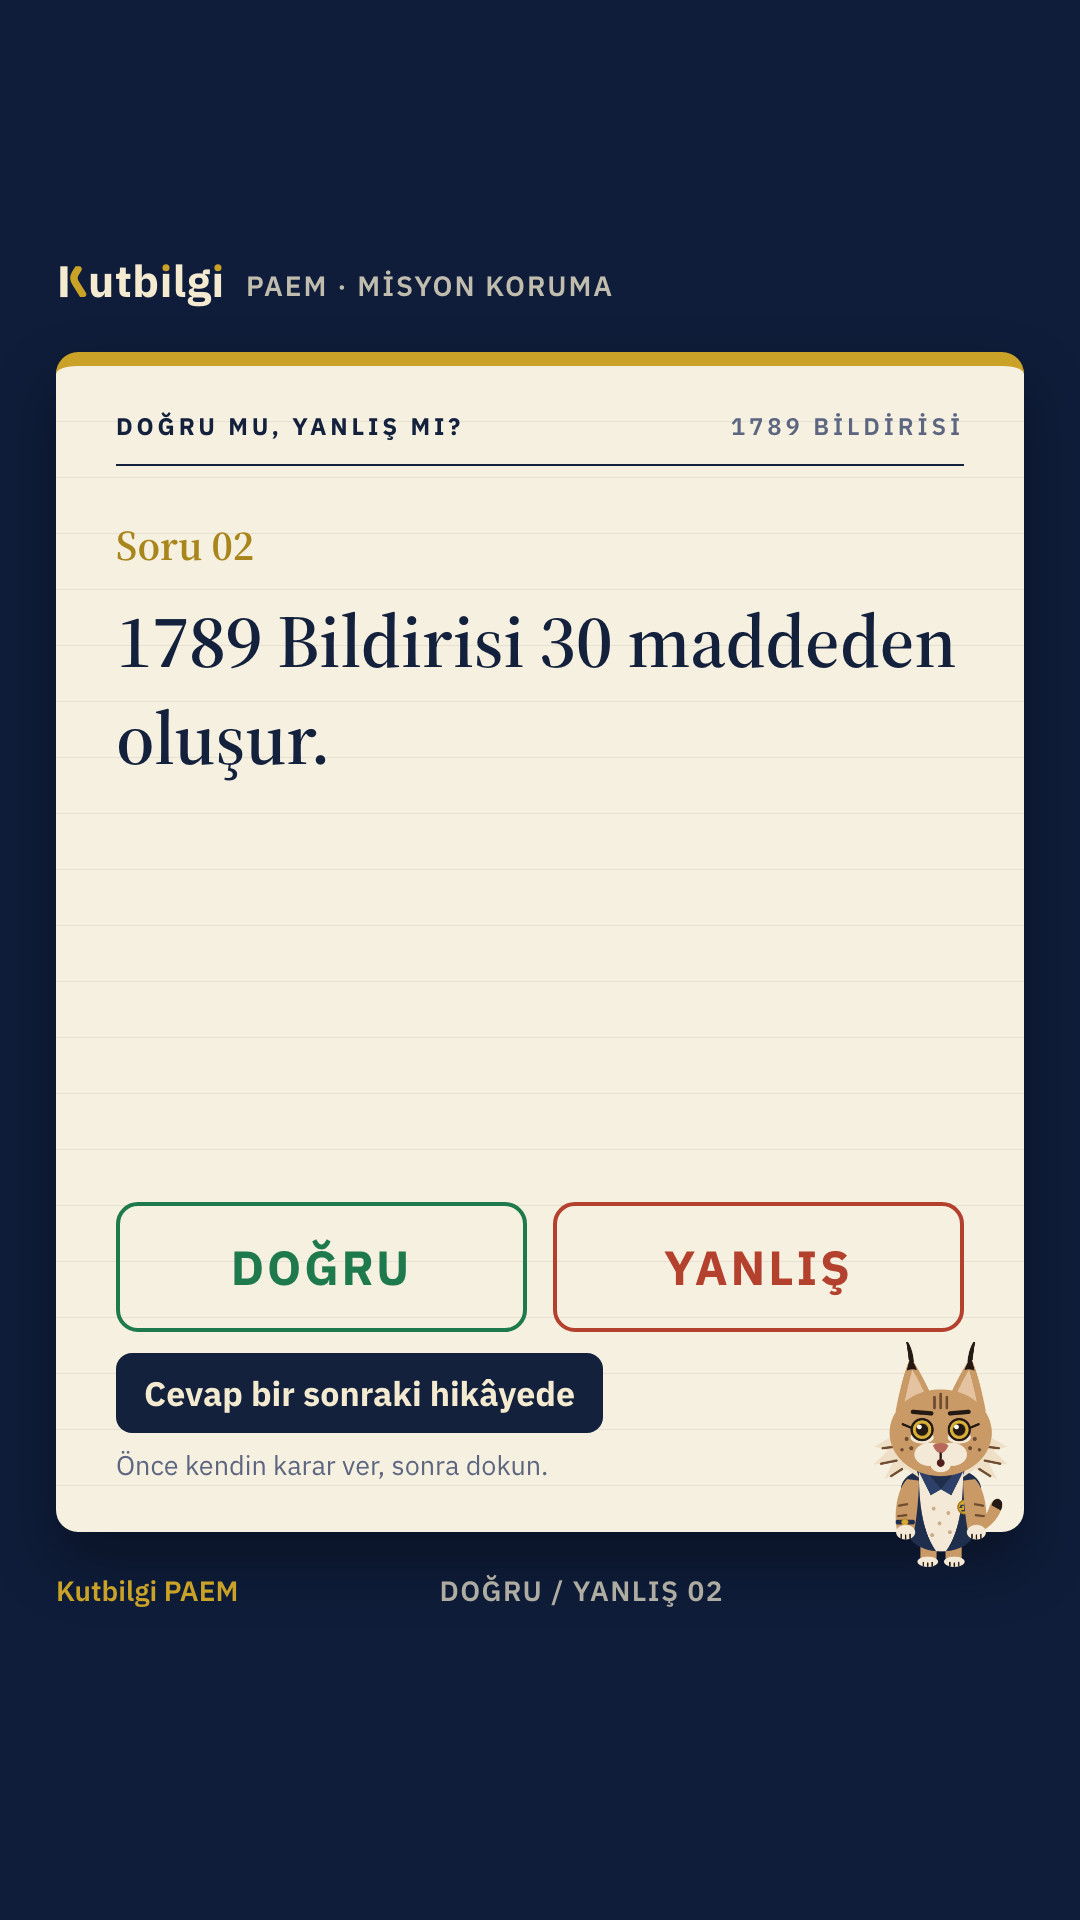 Kutbilgi PAEM · MİSYON KORUMA
DOĞRU MU, YANLIŞ MI? 1789 BİLDİRİSİ
Soru 02
1789 Bildirisi 30 maddeden
oluşur.
DOĞRU YANLIŞ
Cevap bir sonraki hikâyede
Önce kendin karar ver, sonra dokun.
Kutbilgi PAEM DOĞRU / YANLIŞ 02